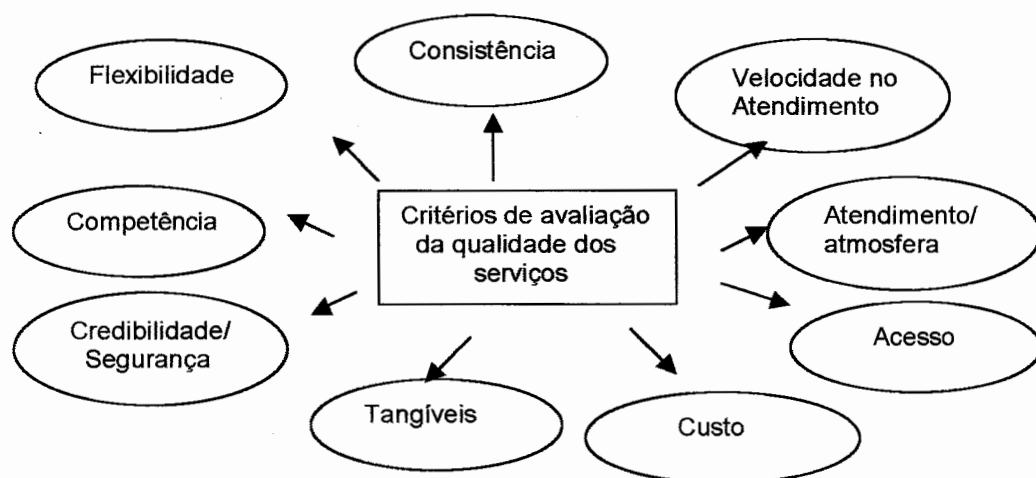 Consistência
Flexibilidade
Velocidade no
Atendimento
Competência
Critérios de avaliação
da qualidade dos
serviços
Atendimento/
atmosfera
Credibilidade/
Segurança
Acesso
Tangíveis
Custo